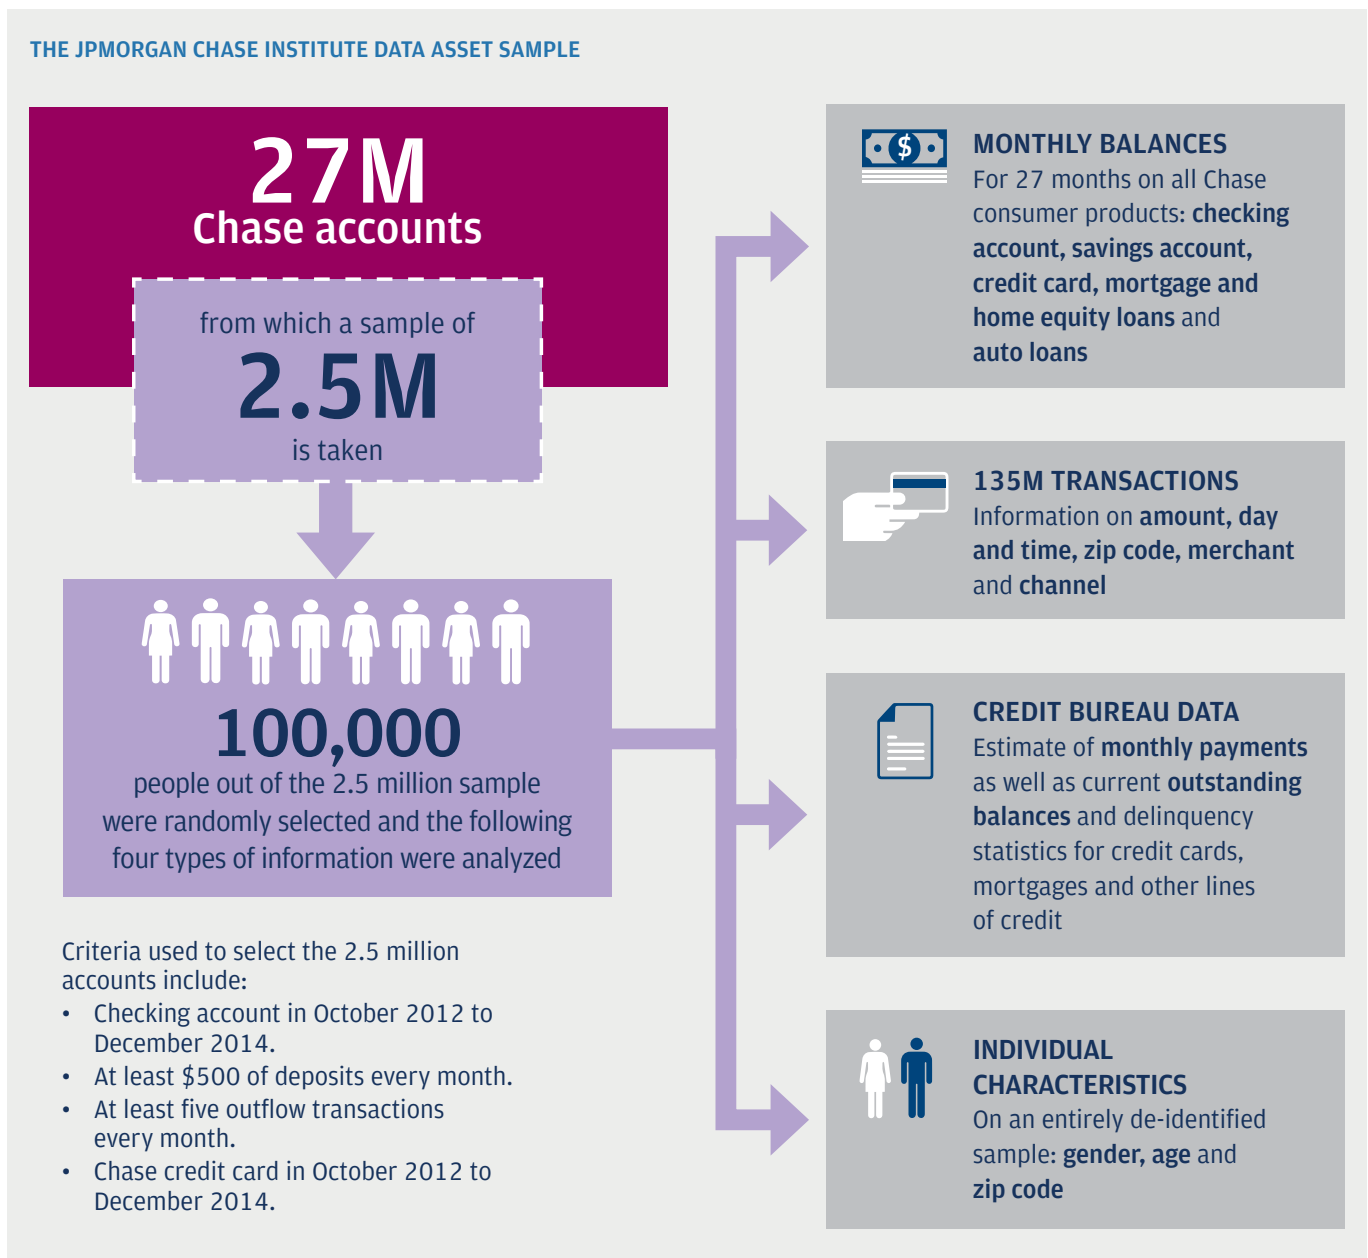 THE JPMORGAN CHASE INSTITUTE DATA ASSET SAMPLE
27M
Chase accounts
from which a sample of
2.5M
is taken
100,000
people out of the 2.5 million sample
were randomly selected and the following
four types of information were analyzed
Criteria used to select the 2.5 million
accounts include:
• Checking account in October 2012 to
December 2014.
• At least $500 of deposits every month.
• At least five outflow transactions
every month.
• Chase credit card in October 2012 to
December 2014.
$
MONTHLY BALANCES
For 27 months on all Chase
consumer products: checking
account, savings account,
credit card, mortgage and
home equity loans and
auto loans
135M TRANSACTIONS
Information on amount, day
and time, zip code, merchant
and channel
CREDIT BUREAU DATA
Estimate of monthly payments
as well as current outstanding
balances and delinquency
statistics for credit cards,
mortgages and other lines
of credit
INDIVIDUAL
CHARACTERISTICS
On an entirely de-identified
sample: gender, age and
zip code